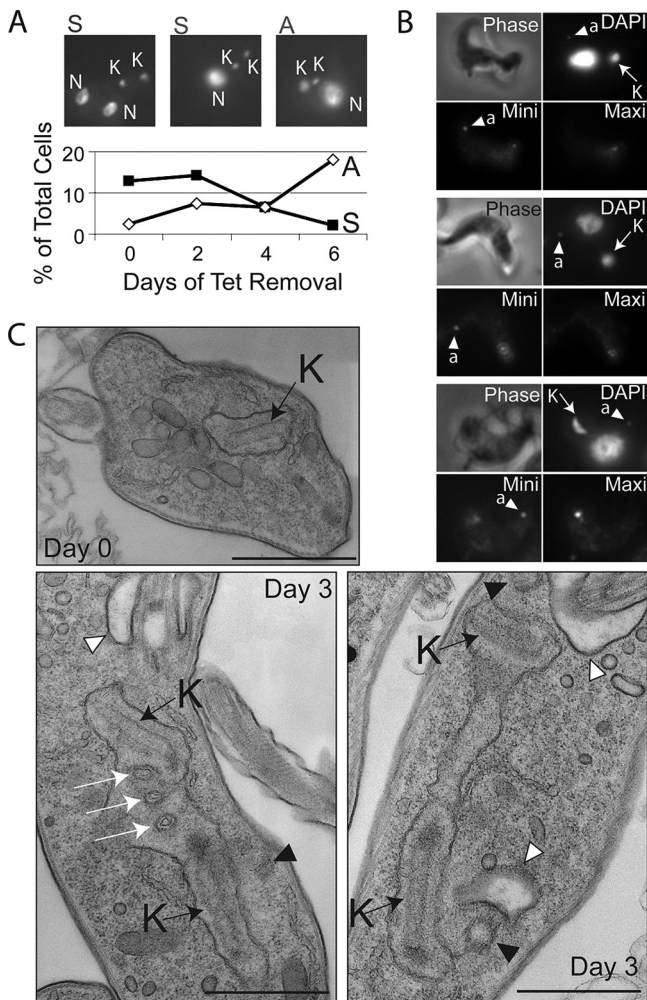 A
S
S
A
K
K
N
N
K
K
N
K
K
N
% of Total Cells
20
10
0
A
S
0
2
4
6
Days of Tet Removal
B
Phase
DAPI
a
K
Mini
Maxi
a
Phase
DAPI
K
a
Mini
Maxi
a
Phase
DAPI
K
a
Mini
Maxi
a
C
K
Day 0
Day 3
K
K
K
K
Day 3